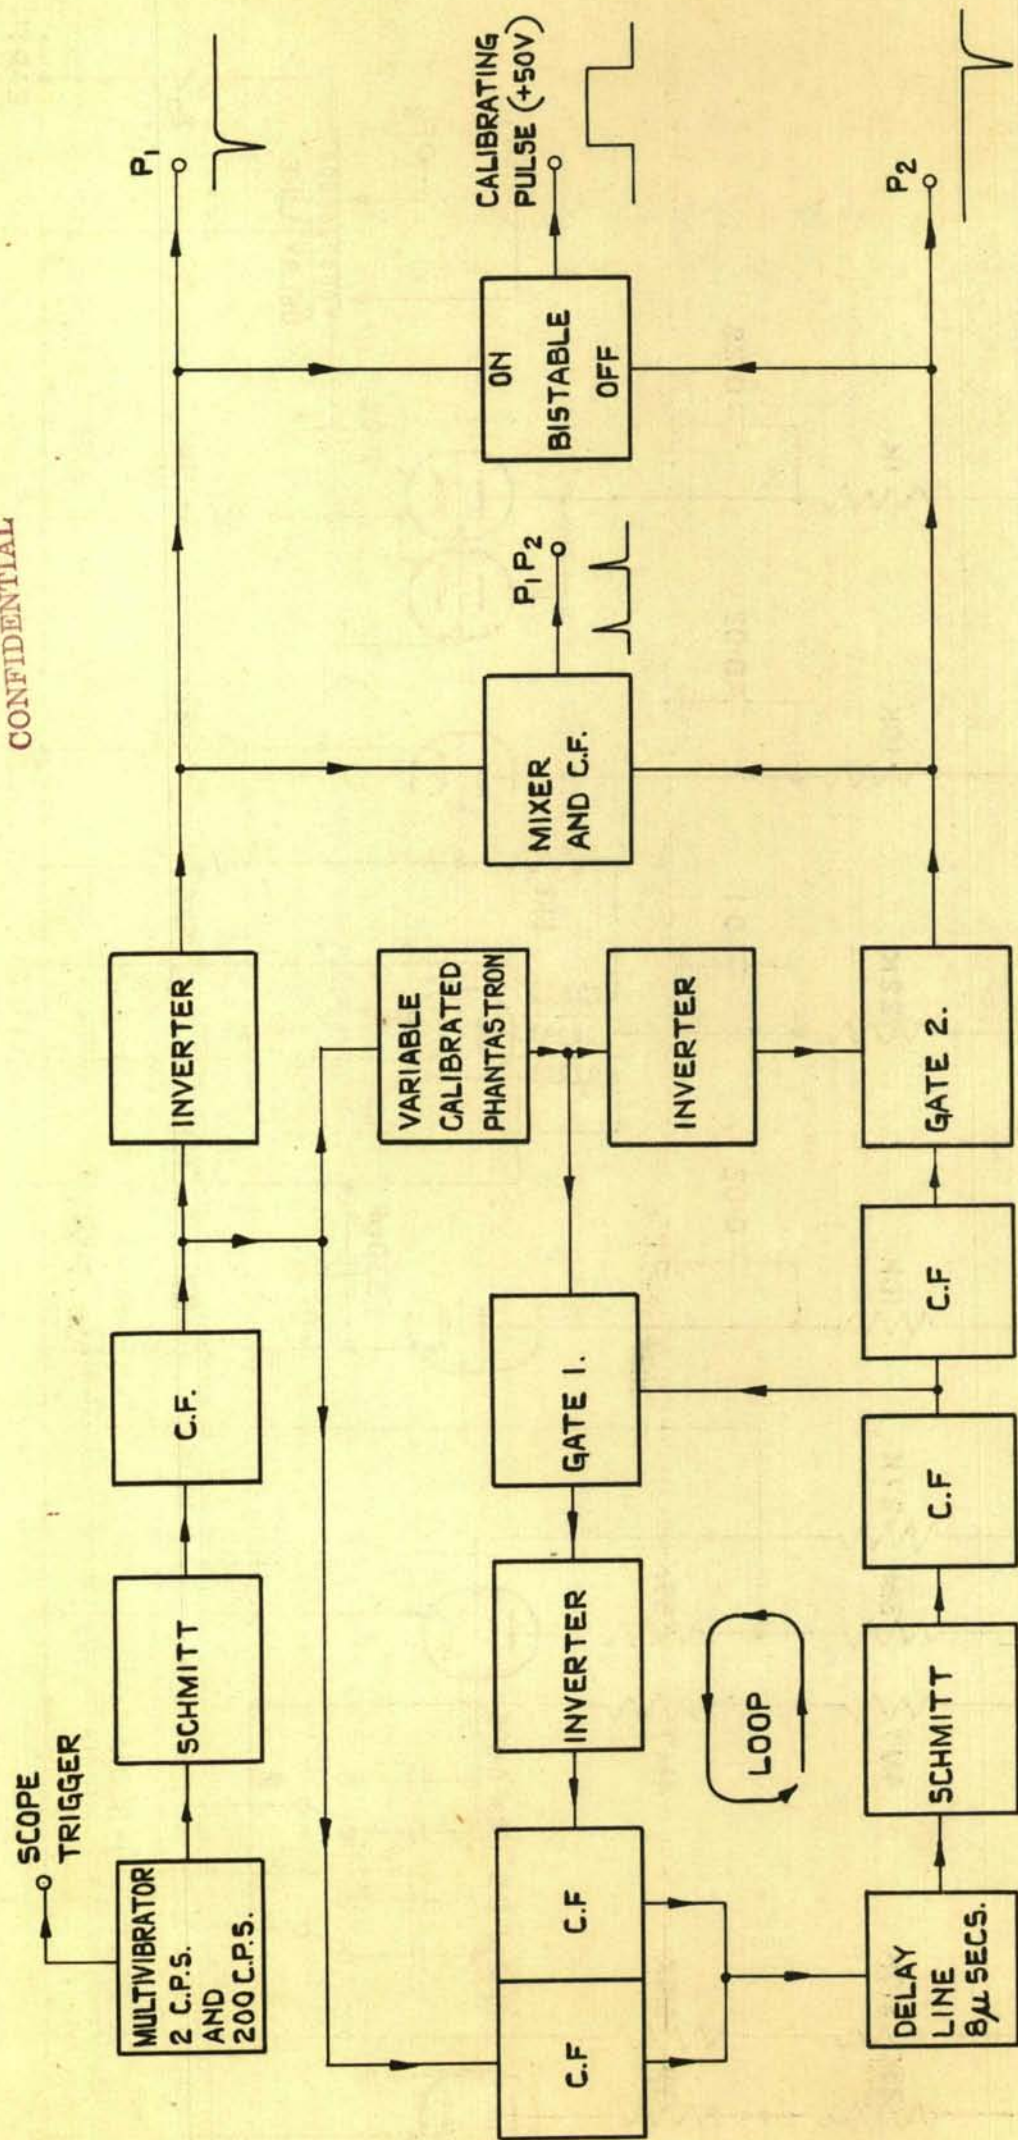 CONFIDENTIAL
SCOPE
TRIGGER
MULTIVIBRATOR
2 C.P.S.
AND
200 C.P.S.
SCHMITT
C.F.
INVERTER
P1
VARIABLE
CALIBRATED
PHANTASTRON
CALIBRATING
PULSE (+50V)
C.F
C.F
INVERTER
GATE 1.
INVERTER
MIXER
AND C.F.
P1 P2
ON
BISTABLE
OFF
LOOP
DELAY
LINE
8μ SECS.
SCHMITT
C.F
C.F
GATE 2.
P2